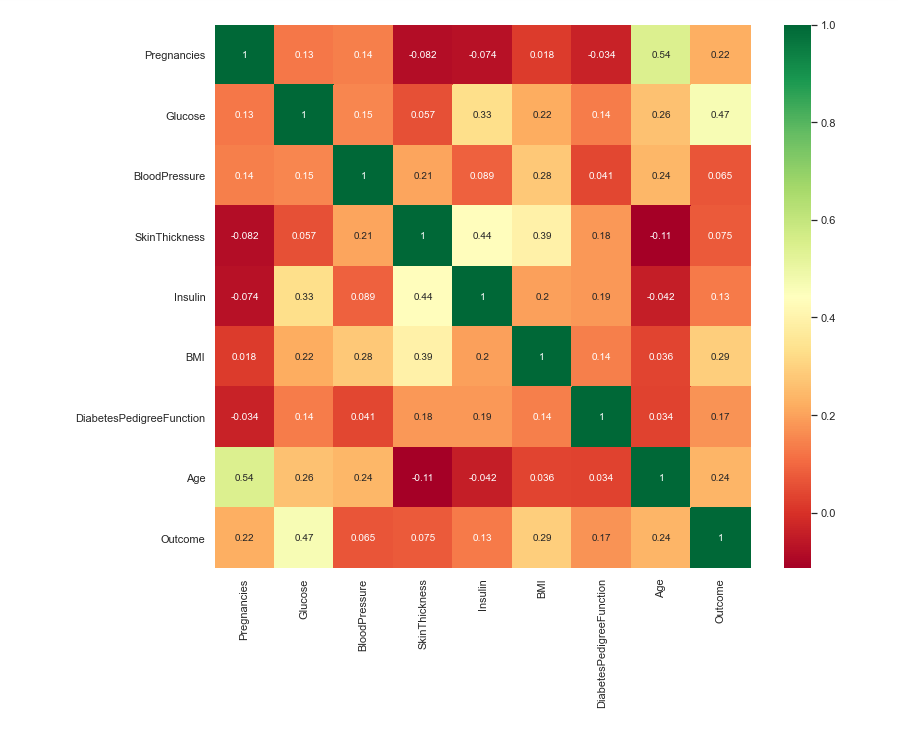 Pregnancies 1 0.13 0.14 -0.082 -0.074 0.018 -0.034 0.54 0.22
Glucose 0.13 1 0.15 0.057 0.33 0.22 0.14 0.26 0.47
BloodPressure 0.14 0.15 1 0.21 0.089 0.28 0.041 0.24 0.065
SkinThickness -0.082 0.057 0.21 1 0.44 0.39 0.18 -0.11 0.075
Insulin -0.074 0.33 0.089 0.44 1 0.2 0.19 -0.042 0.13
BMI 0.018 0.22 0.28 0.39 0.2 1 0.14 0.036 0.29
DiabetesPedigreeFunction -0.034 0.14 0.041 0.18 0.19 0.14 1 0.034 0.17
Age 0.54 0.26 0.24 -0.11 -0.042 0.036 0.034 1 0.24
Outcome 0.22 0.47 0.065 0.075 0.13 0.29 0.17 0.24 1
Pregnancies
Glucose
BloodPressure
SkinThickness
Insulin
BMI
DiabetesPedigreeFunction
Age
Outcome
1.0
0.8
0.6
0.4
0.2
0.0